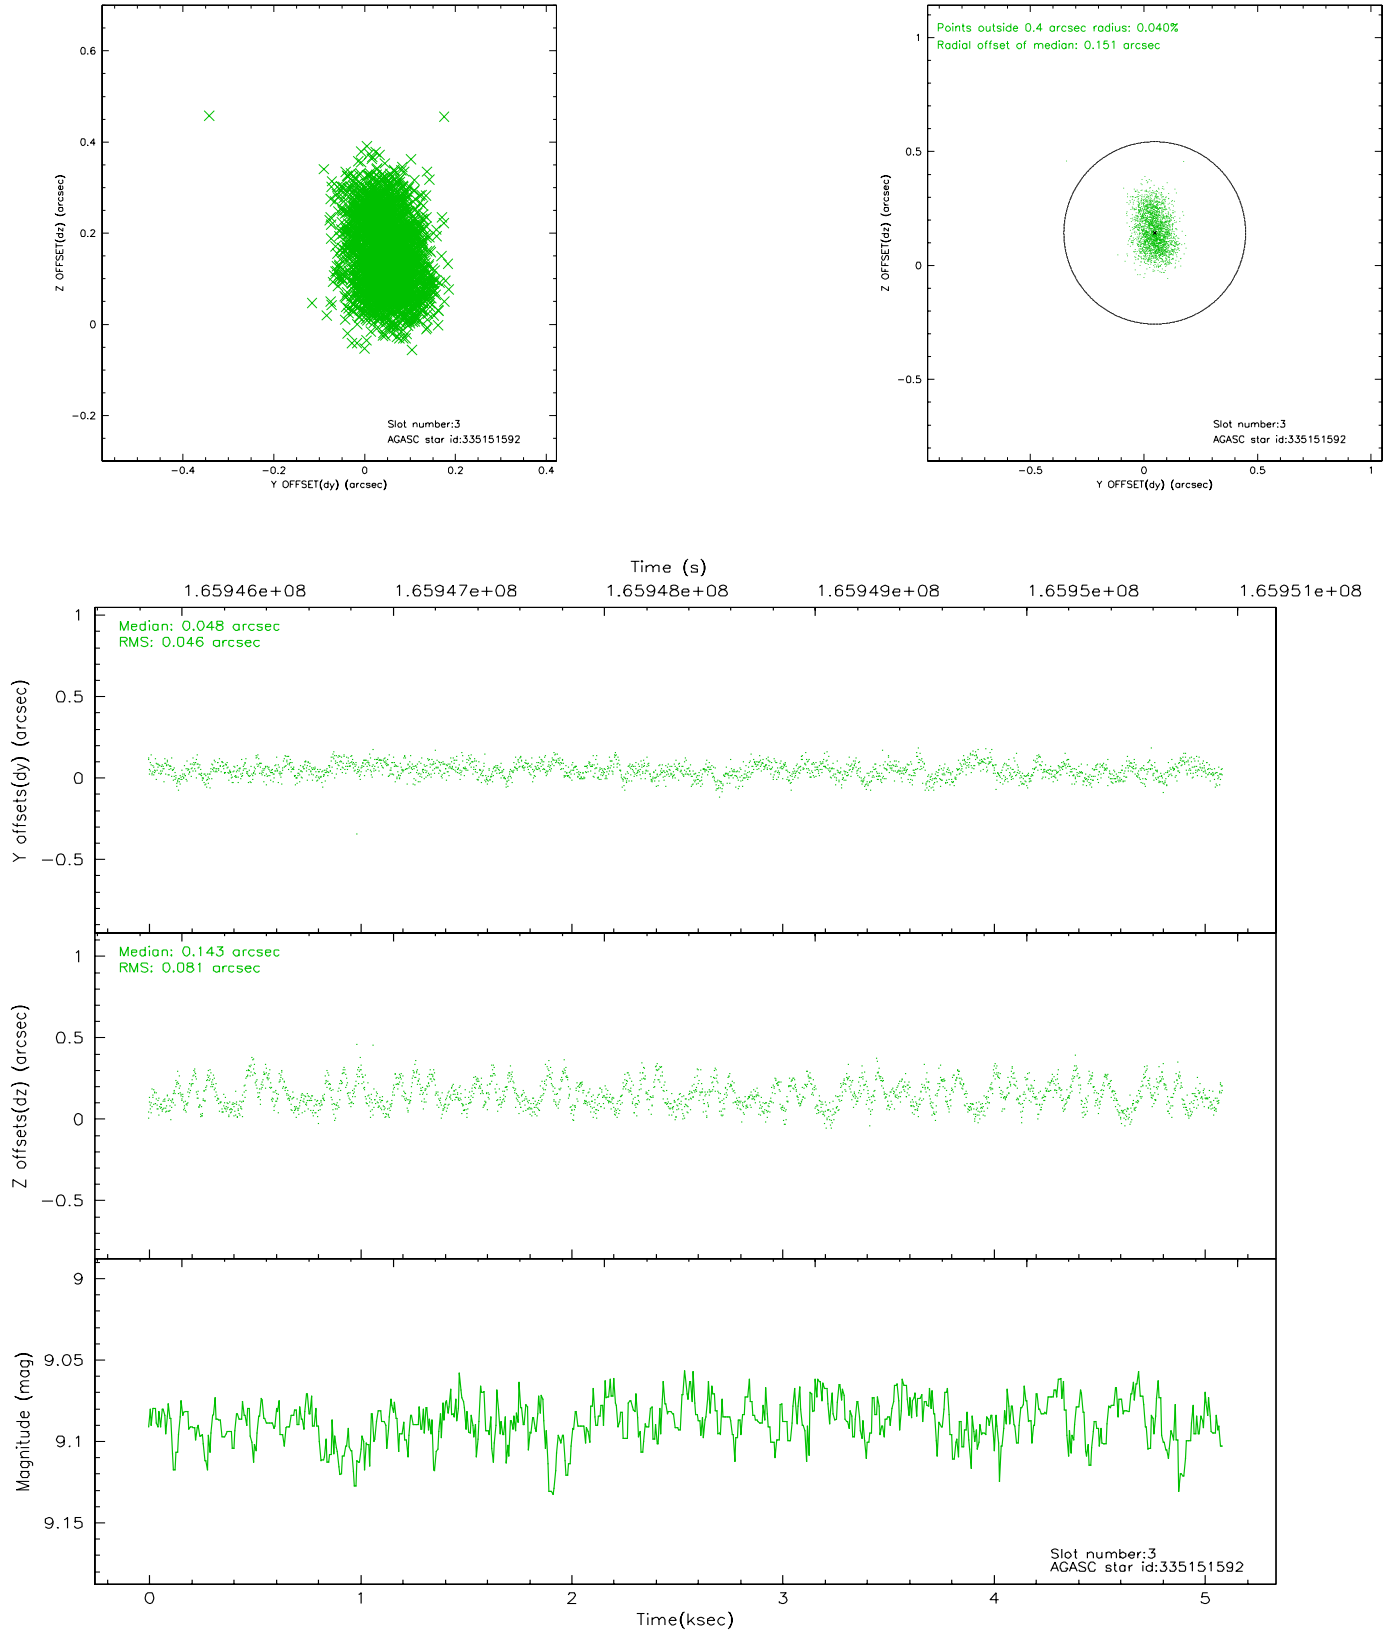 0.6
0.4
0.2
0
−0.2
Z OFFSET(dz) (arcsec)
Slot number:3
AGASC star id:335151592
−0.4
−0.2
0
0.2
0.4
Y OFFSET(dy) (arcsec)
Points outside 0.4 arcsec radius: 0.040%
Radial offset of median: 0.151 arcsec
1
0.5
0
−0.5
Z OFFSET(dz) (arcsec)
Slot number:3
AGASC star id:335151592
−0.5
0
0.5
1
Y OFFSET(dy) (arcsec)
Time (s)
1.65946e+08
1.65947e+08
1.65948e+08
1.65949e+08
1.6595e+08
1.65951e+08
Median: 0.048 arcsec
RMS: 0.046 arcsec
1
0.5
0
−0.5
Y offsets(dy) (arcsec)
Median: 0.143 arcsec
RMS: 0.081 arcsec
1
0.5
0
−0.5
Z offsets(dz) (arcsec)
9
9.05
9.1
9.15
Magnitude (mag)
Slot number:3
AGASC star id:335151592
0
1
2
3
4
5
Time(ksec)